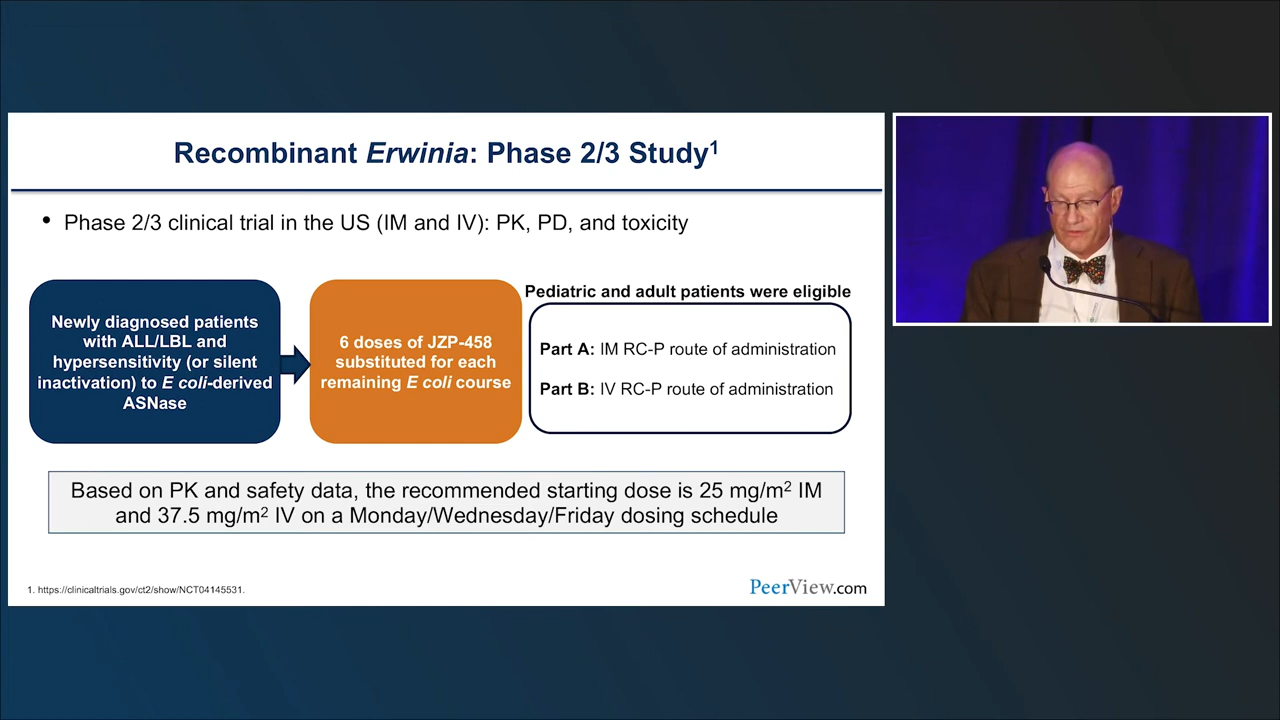 Recombinant Erwinia: Phase 2/3 Study1
• Phase 2/3 clinical trial in the US (IM and IV): PK, PD, and toxicity
Newly diagnosed patients
with ALL/LBL and
hypersensitivity (or silent
inactivation) to E coli-derived
ASNase
6 doses of JZP-458
substituted for each
remaining E coli course
Pediatric and adult patients were eligible
Part A: IM RC-P route of administration
Part B: IV RC-P route of administration
Based on PK and safety data, the recommended starting dose is 25 mg/m2 IM
and 37.5 mg/m2 IV on a Monday/Wednesday/Friday dosing schedule
1. https://clinicaltrials.gov/ct2/show/NCT04145531.
PeerView.com